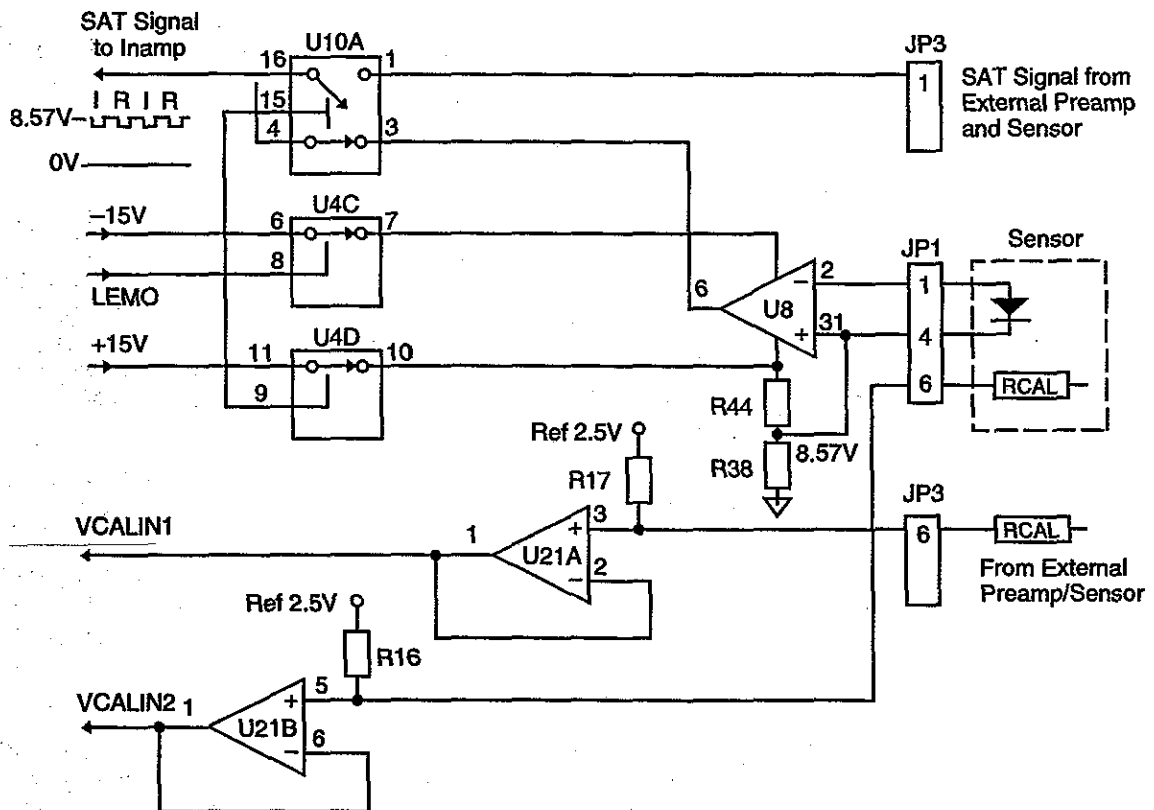 SAT Signal
to Inamp
U10A
16
1
JP3
1
SAT Signal from
External Preamp
and Sensor
I R I R
15
8.57V
4
3
0V
U4C
-15V
6
7
8
LEMO
Sensor
JP1
2
1
6
U8
-
+
31
4
+15V
U4D
11
10
9
6
RCAL
R44
Ref 2.5V
8.57V
R38
R17
JP3
VCALIN1
1
3
+
U21A
2
-
6
RCAL
From External
Preamp/Sensor
Ref 2.5V
R16
VCALIN2
1
5
+
U21B
6
-